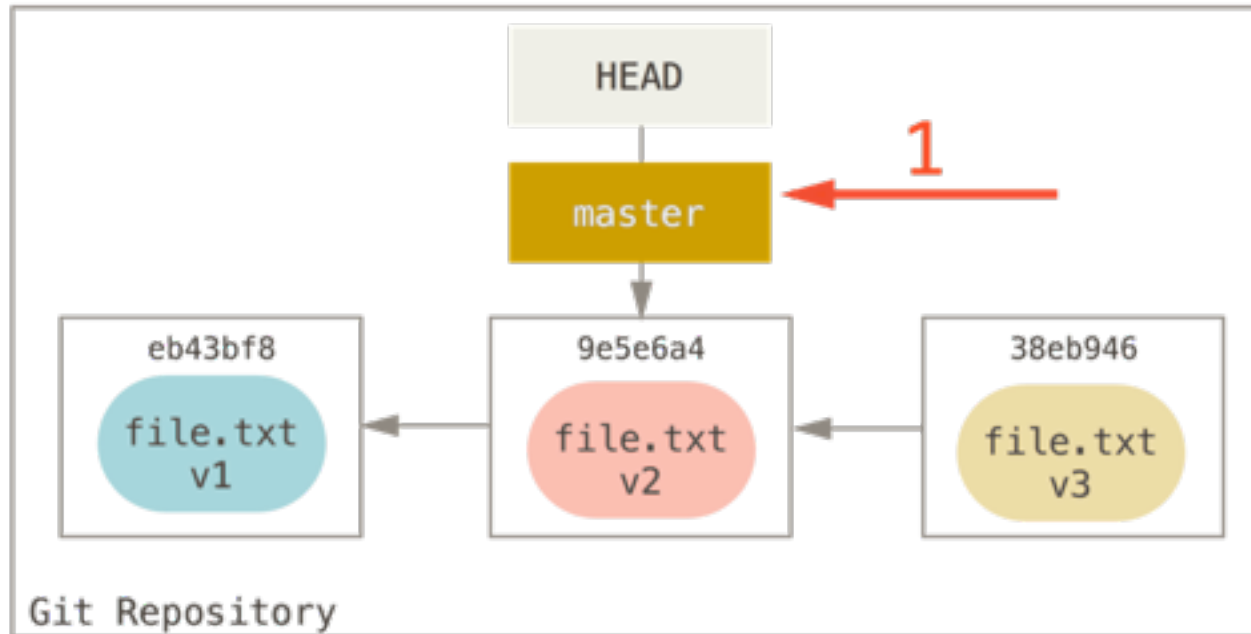 HEAD
1
master
eb43bf8
9e5e6a4
38eb946
file.txt
v1
file.txt
v2
file.txt
v3
Git Repository